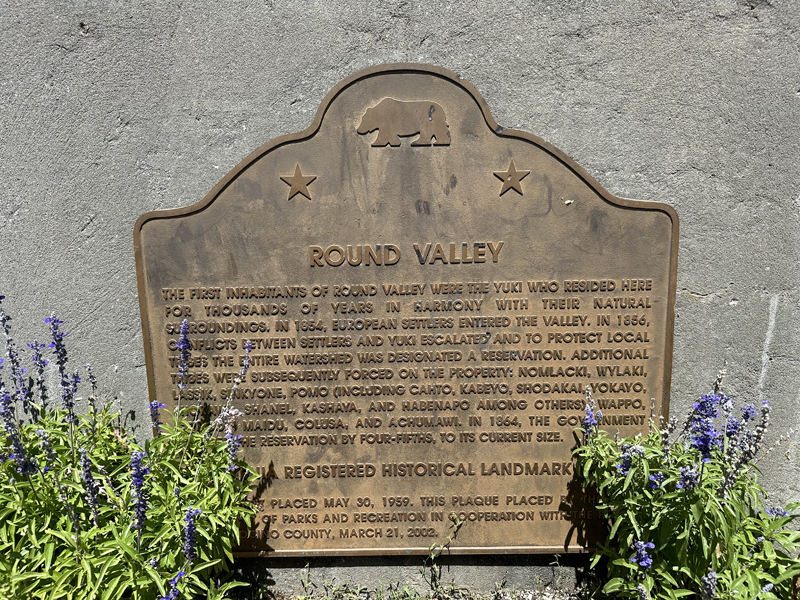 ROUND VALLEY
THE FIRST INHABITANTS OF ROUND VALLEY WERE THE YUKI WHO RESIDED HERE
FOR THOUSANDS OF YEARS IN HARMONY WITH THEIR NATURAL
SURROUNDINGS. IN 1854, EUROPEAN SETTLERS ENTERED THE VALLEY. IN 1856,
CONFLICTS BETWEEN SETTLERS AND YUKI ESCALATED AND TO PROTECT LOCAL
TRIBES THE ENTIRE WATERSHED WAS DESIGNATED A RESERVATION. ADDITIONAL
TRIBES WERE SUBSEQUENTLY FORCED ON THE PROPERTY: NOMLACKI, WYLAKI,
LASSIK, SINKYONE, POMO (INCLUDING CAHTO, KABEYO, SHODAKAI, YOKAYO,
SHANEL, KASHAYA, AND HABENAPO AMONG OTHERS), WAPPO,
MAIDU, COLUSA, AND ACHUMAWI. IN 1864, THE GOVERNMENT
THE RESERVATION BY FOUR-FIFTHS, TO ITS CURRENT SIZE.
REGISTERED HISTORICAL LANDMARK
PLACED MAY 30, 1959. THIS PLAQUE PLACED
OF PARKS AND RECREATION IN COOPERATION WITH
COUNTY, MARCH 21, 2002.